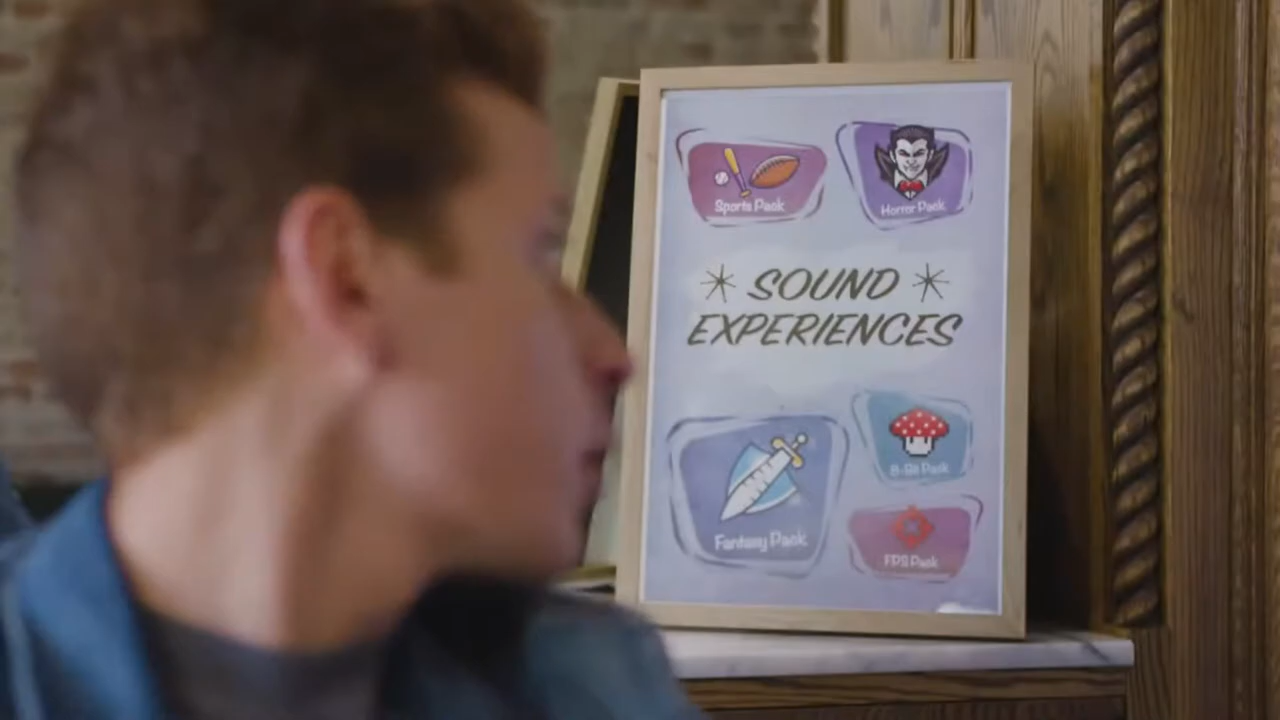 Sports Pack
Horror Pack
SOUND
EXPERIENCES
8-Bit Pack
Fantasy Pack
FPS Pack